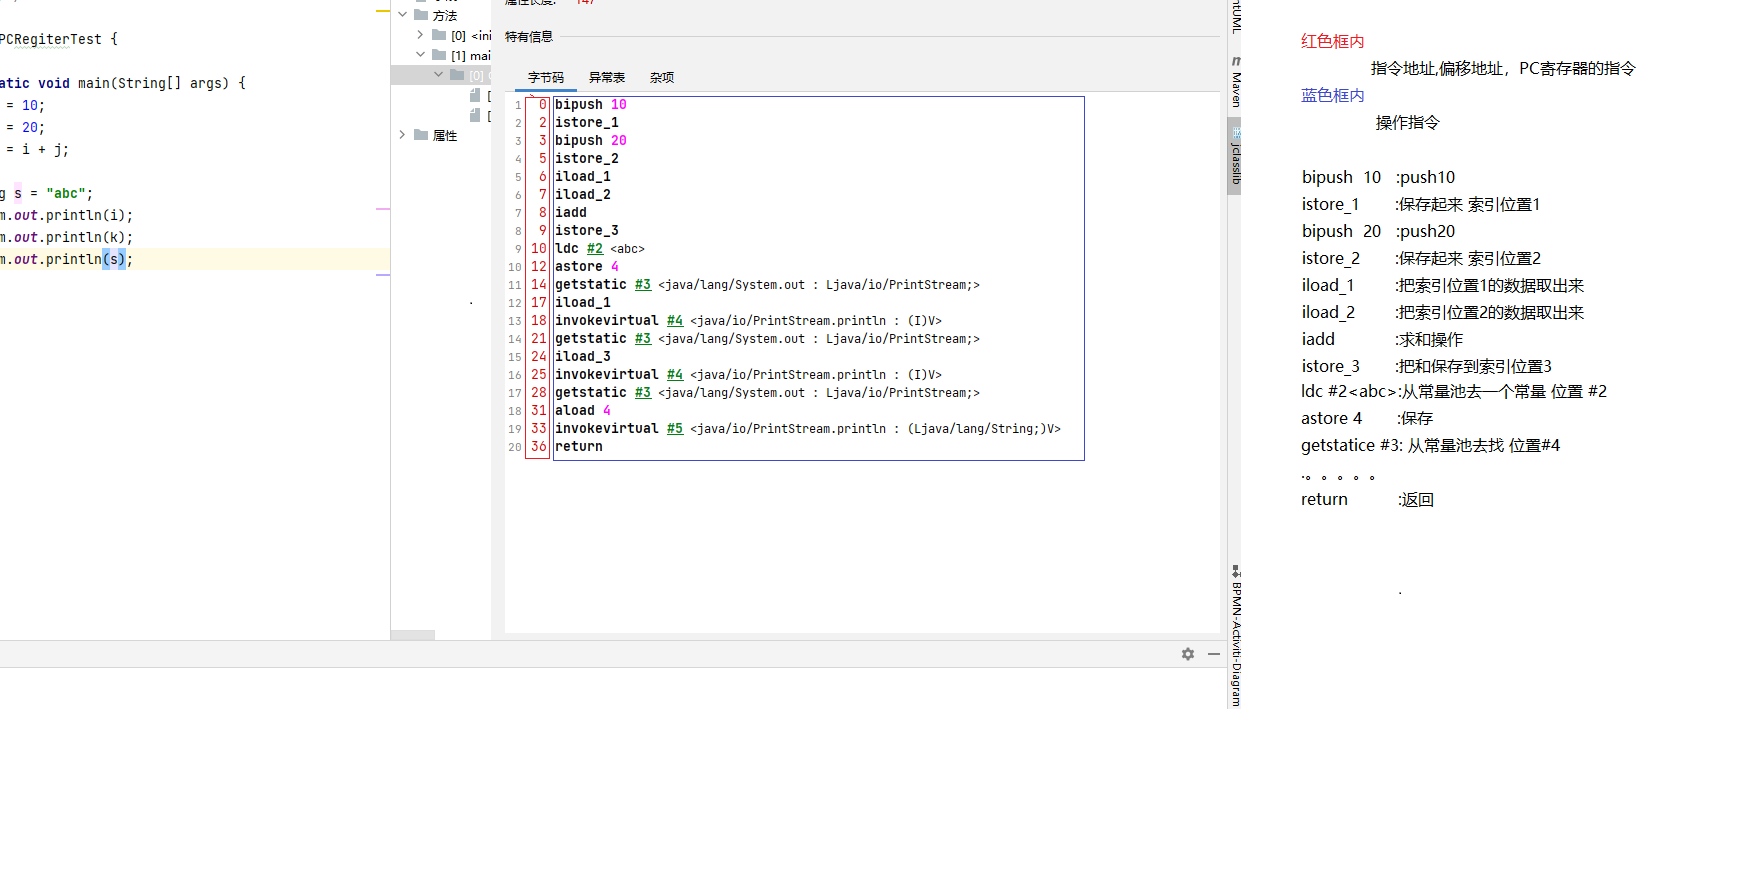 PCRegiterTest {
atic void main(String[] args) {
= 10;
= 20;
= i + j;
g s = "abc";
m.out.println(i);
m.out.println(k);
m.out.println(s);
方法
[0] <ini
[1] mai
[0]
属性
属性长度: 147
特有信息
字节码 异常表 杂项
1 0 bipush 10
2 2 istore_1
3 3 bipush 20
4 5 istore_2
5 6 iload_1
6 7 iload_2
7 8 iadd
8 9 istore_3
9 10 ldc #2 <abc>
10 12 astore 4
11 14 getstatic #3 <java/lang/System.out : Ljava/io/PrintStream;>
12 17 iload_1
13 18 invokevirtual #4 <java/io/PrintStream.println : (I)V>
14 21 getstatic #3 <java/lang/System.out : Ljava/io/PrintStream;>
15 24 iload_3
16 25 invokevirtual #4 <java/io/PrintStream.println : (I)V>
17 28 getstatic #3 <java/lang/System.out : Ljava/io/PrintStream;>
18 31 aload 4
19 33 invokevirtual #5 <java/io/PrintStream.println : (Ljava/lang/String;)V>
20 36 return
ntUML
Maven
jclasslib
BPMN-Activiti-Diagram
红色框内
指令地址,偏移地址，PC寄存器的指令
蓝色框内
操作指令
bipush 10 :push10
istore_1 :保存起来 索引位置1
bipush 20 :push20
istore_2 :保存起来 索引位置2
iload_1 :把索引位置1的数据取出来
iload_2 :把索引位置2的数据取出来
iadd :求和操作
istore_3 :把和保存到索引位置3
ldc #2<abc>:从常量池去一个常量 位置 #2
astore 4 :保存
getstatice #3: 从常量池去找 位置#4
.。。。。。
return :返回